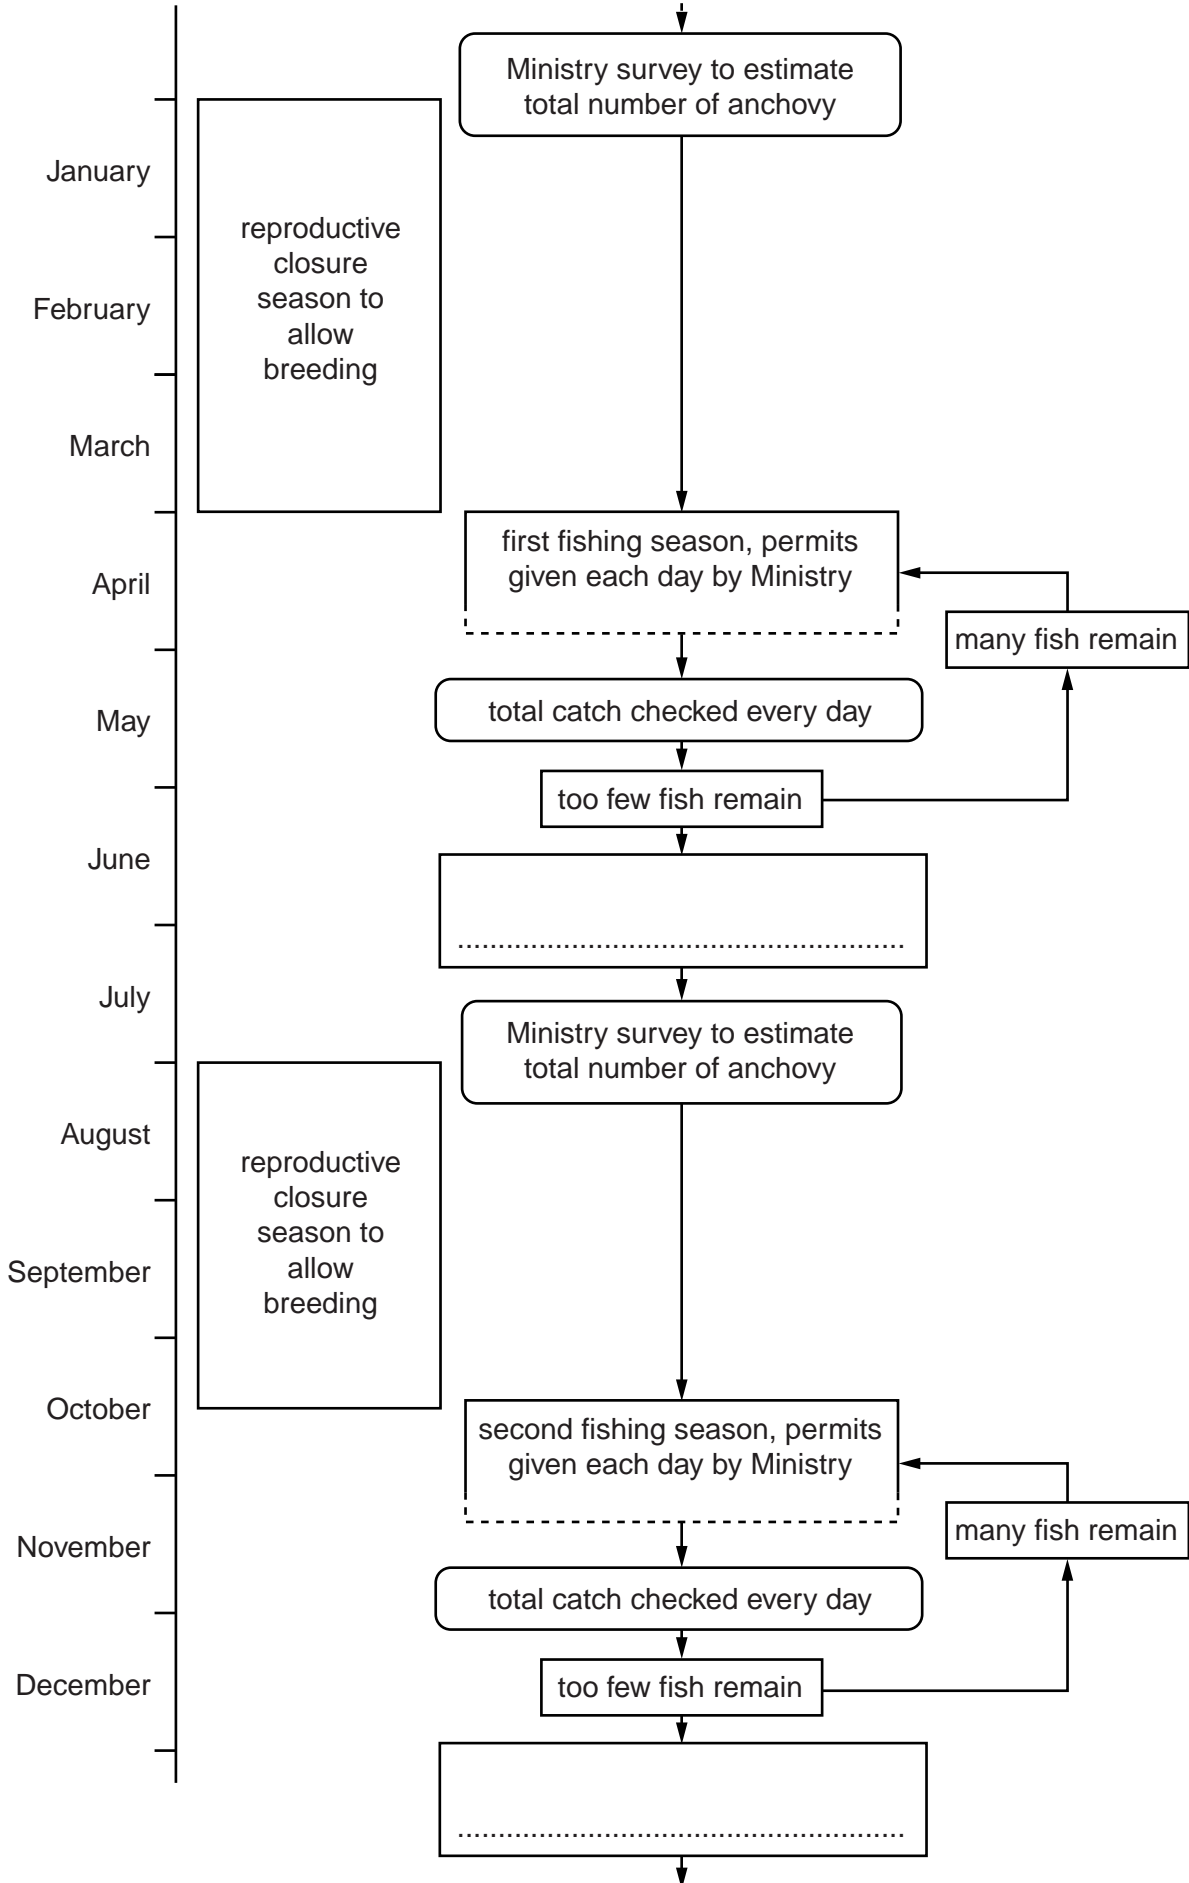 Ministry survey to estimate
total number of anchovy
January
February
March
reproductive
closure
season to
allow
breeding
first fishing season, permits
given each day by Ministry
April
many fish remain
May
total catch checked every day
too few fish remain
June
..........................................................
July
Ministry survey to estimate
total number of anchovy
August
September
reproductive
closure
season to
allow
breeding
October
second fishing season, permits
given each day by Ministry
many fish remain
November
total catch checked every day
December
too few fish remain
..........................................................